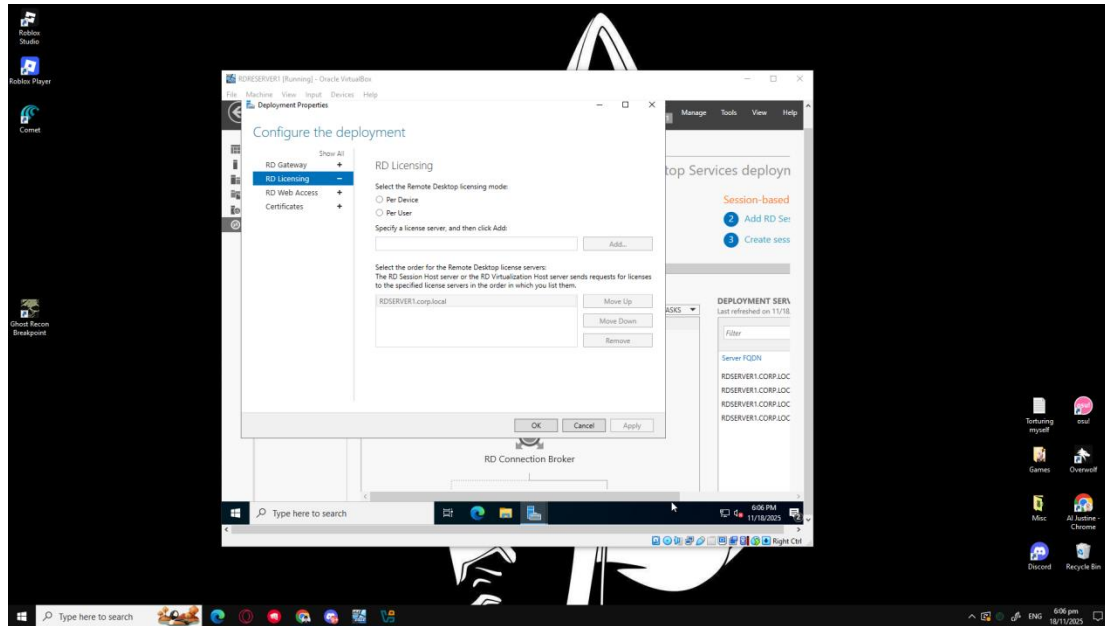 Roblox
Studio
Roblox Player
Comet
Ghost Recon
Breakpoint
RDRESERVER1 [Running] - Oracle VirtualBox
File Machine View Input Devices Help
Deployment Properties
Manage Tools View Help
Configure the deployment
Show All
RD Gateway +
RD Licensing –
RD Web Access +
Certificates +
RD Licensing
Select the Remote Desktop licensing mode:
Per Device
Per User
Specify a license server, and then click Add:
Add...
Select the order for the Remote Desktop license servers:
The RD Session Host server or the RD Virtualization Host server sends requests for licenses
to the specified license servers in the order in which you list them.
RDSERVER1.corp.local
Move Up
Move Down
Remove
OK Cancel Apply
top Services deployn
Session-based
2 Add RD Ses
3 Create sess
ASKS
DEPLOYMENT SERV
Last refreshed on 11/18
Filter
Server FQDN
RDSERVER1.CORP.LOC
RDSERVER1.CORP.LOC
RDSERVER1.CORP.LOC
RDSERVER1.CORP.LOC
RD Connection Broker
Type here to search
6:06 PM
11/18/2025
Right Ctrl
Torturing
myself
osu!
Games
Overwolf
Misc
AI Justine -
Chrome
Discord
Recycle Bin
Type here to search
ENG
6:06 pm
18/11/2025